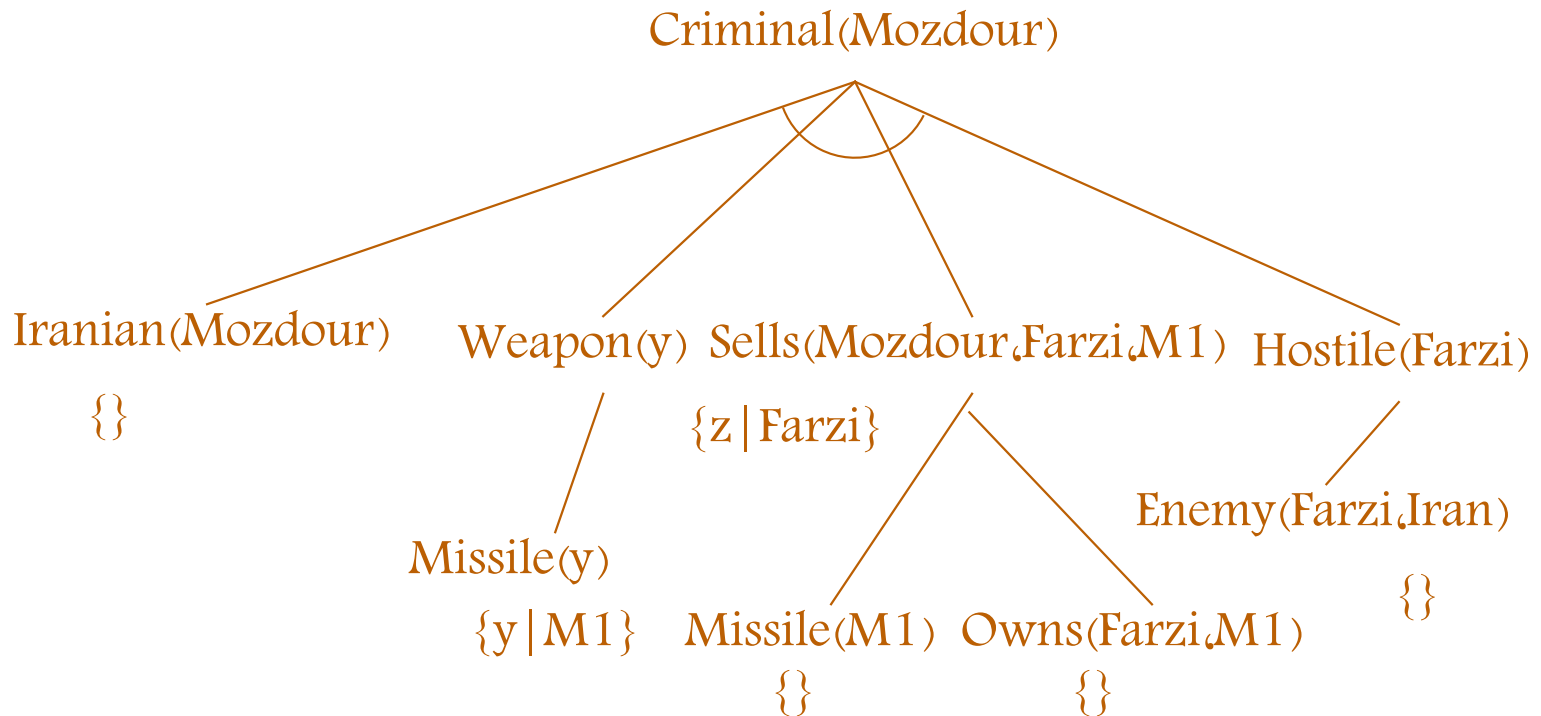 Criminal(Mozdour)
Iranian(Mozdour)
Weapon(y)
Sells(Mozdour,Farzi,M1)
Hostile(Farzi)
{}
{z|Farzi}
Enemy(Farzi,Iran)
Missile(y)
{}
{y|M1}
Missile(M1)
Owns(Farzi,M1)
{}
{}